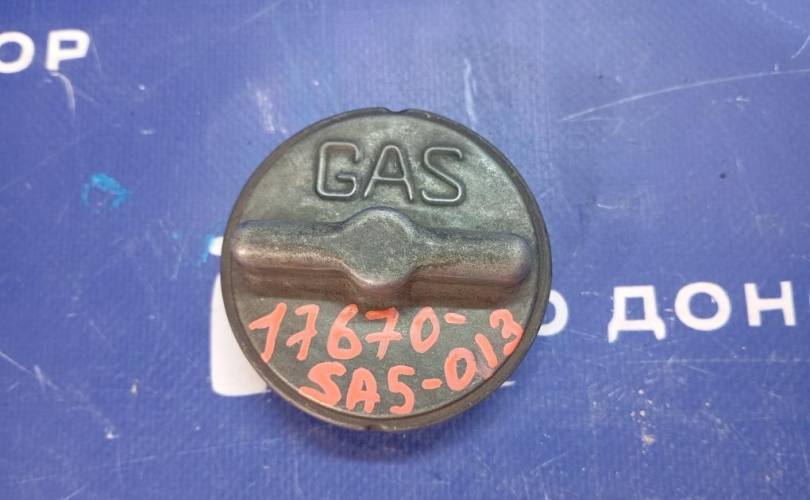 ОР
GAS
17670-
SA5-013
О ДОН